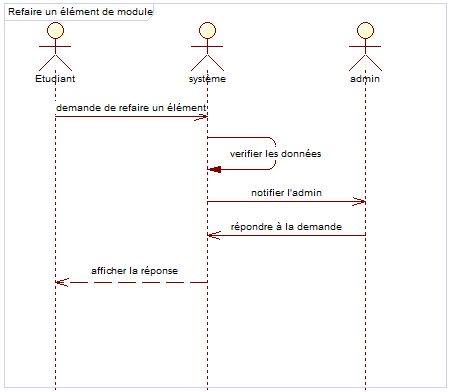 Refaire un élément de module
Etudiant
système
admin
demande de refaire un élément
verifier les données
notifier l'admin
répondre à la demande
afficher la réponse